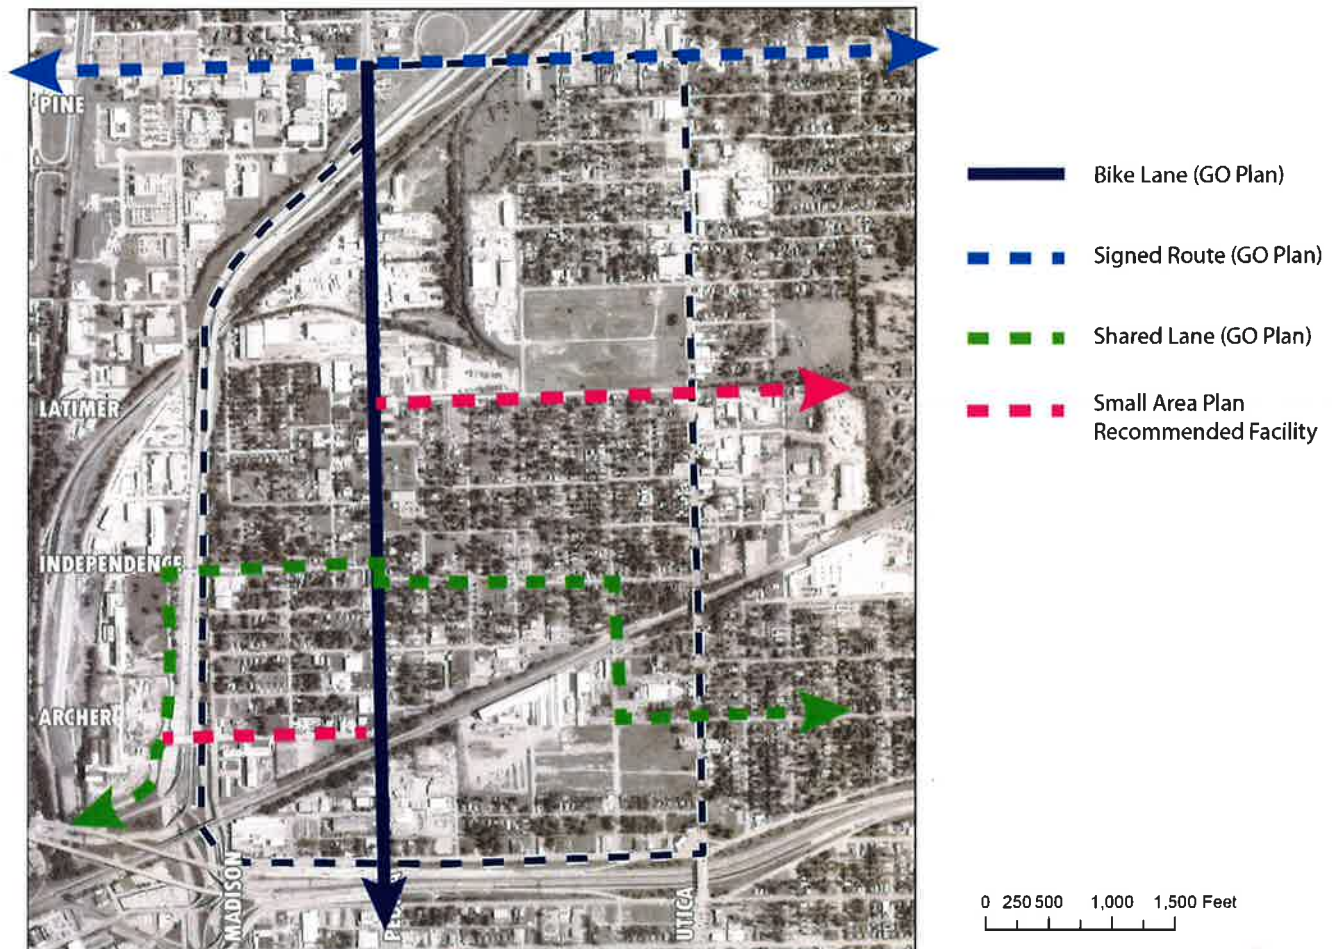 PINE
LATIMER
INDEPENDENCE
ARCHER
MADISON
UTICA
Bike Lane (GO Plan)
Signed Route (GO Plan)
Shared Lane (GO Plan)
Small Area Plan
Recommended Facility
0 250 500 1,000 1,500 Feet